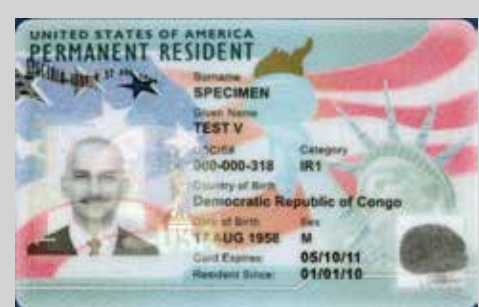 UNITED STATES OF AMERICA
PERMANENT RESIDENT
Surname
SPECIMEN
Given Name
TEST V
USCIS# Category
000-000-318 IR1
Country of Birth
Democratic Republic of Congo
Date of Birth Sex
17 AUG 1958 M
Card Expires: 05/10/11
Resident Since: 01/01/10